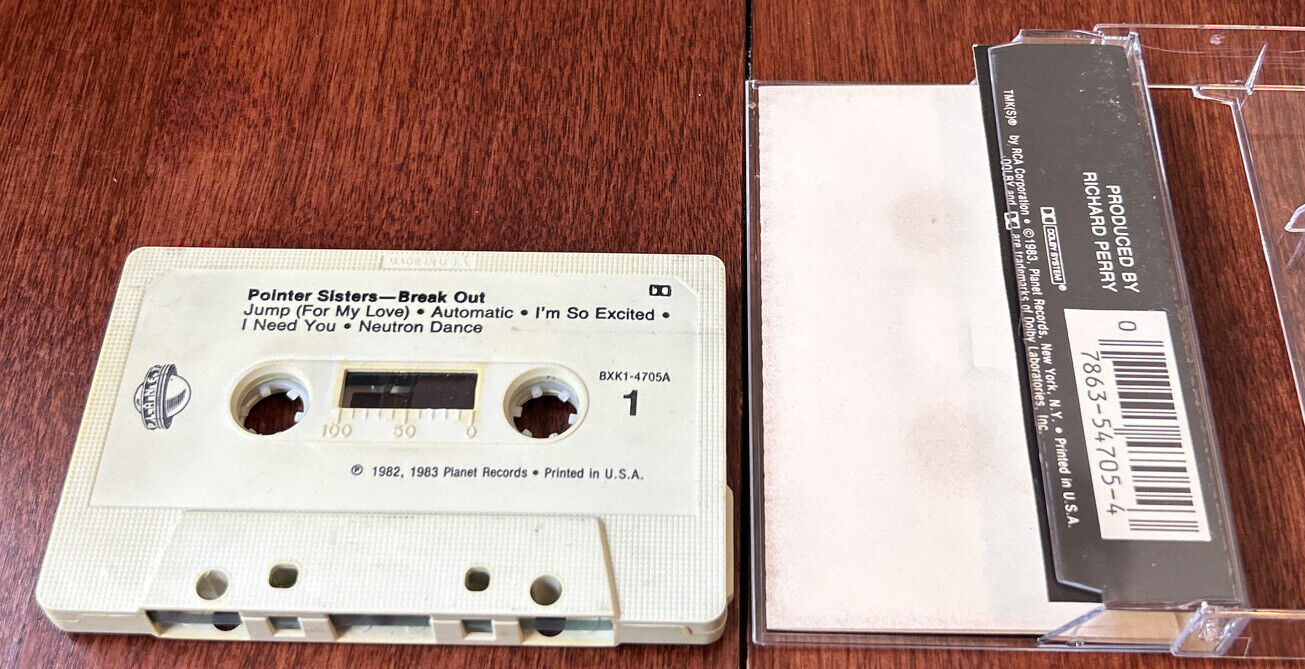 Pointer Sisters—Break Out
Jump (For My Love) • Automatic • I'm So Excited •
I Need You • Neutron Dance
PLANET
BXK1-4705A
1
100 50 0
℗ 1982, 1983 Planet Records • Printed in U.S.A.
PRODUCED BY
RICHARD PERRY
DOLBY SYSTEM®
TMK(S)® by RCA Corporation • ©1983, Planet Records, New York, N.Y. • Printed in U.S.A.
DOLBY and are trademarks of Dolby Laboratories, Inc.
0 7863-54705-4